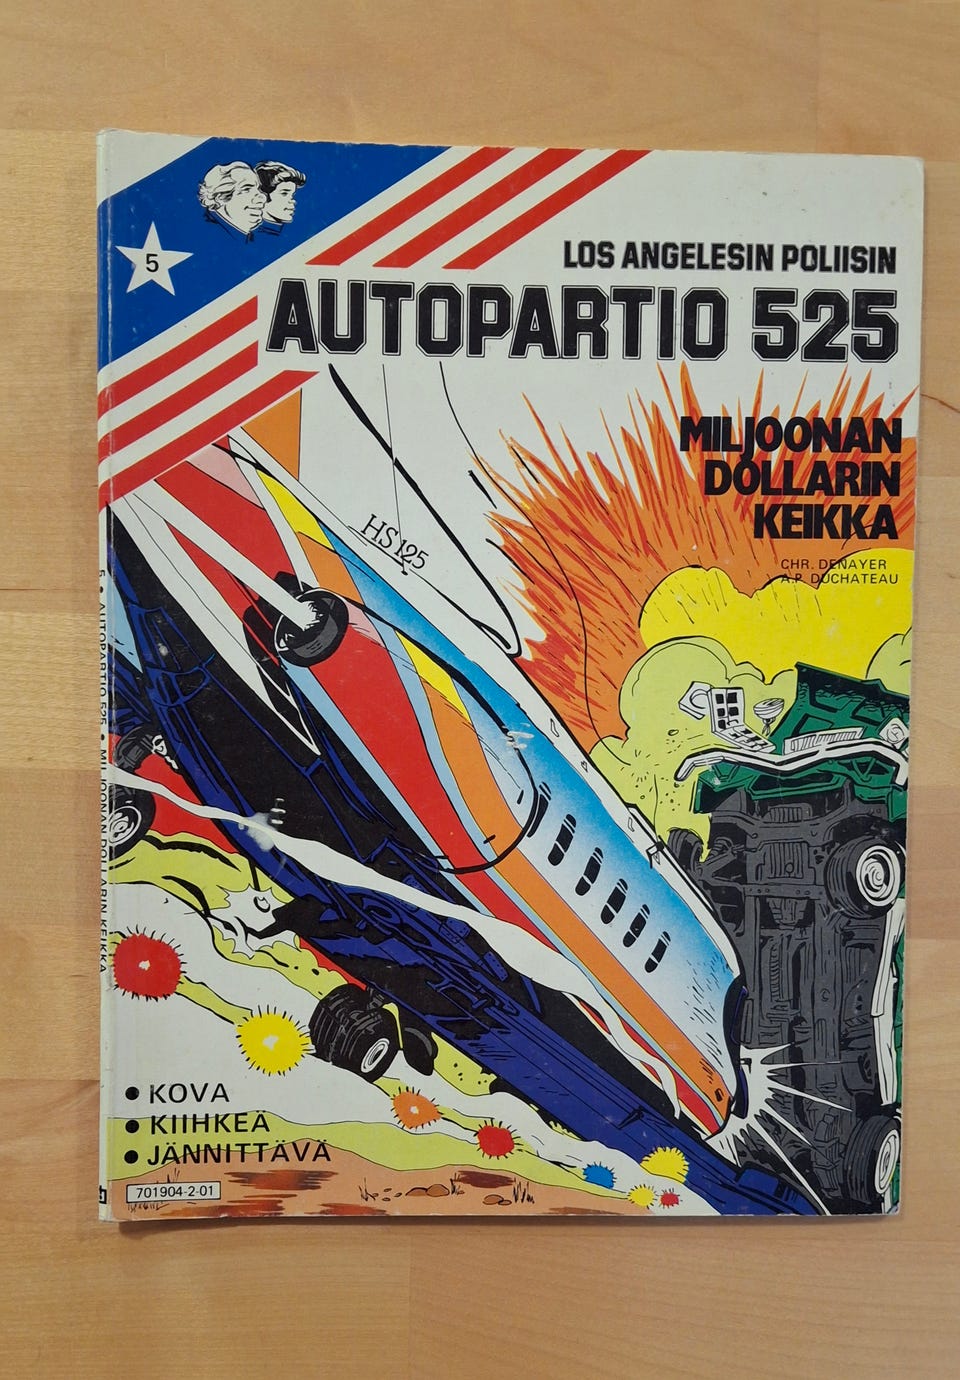 5
LOS ANGELESIN POLIISIN
AUTOPARTIO 525
MILJOONAN
DOLLARIN
KEIKKA
CHR. DENAYER
A.P. DUCHATEAU
HS 125
5 • AUTOPARTIO 525 • MILJOONAN DOLLARIN KEIKKA
• KOVA
• KIIHKEÄ
• JÄNNITTÄVÄ
701904-2-01